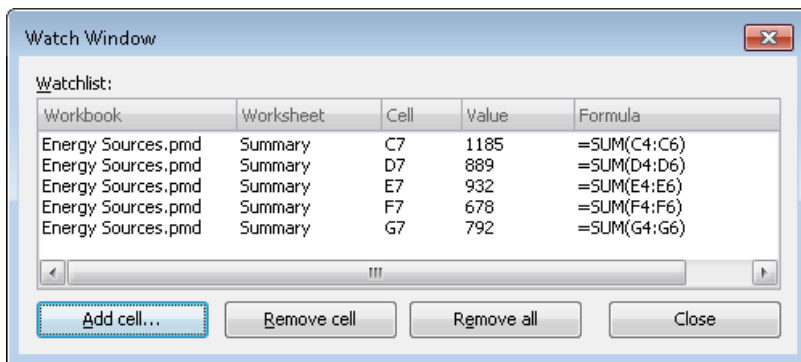 Watch Window
Watchlist:
Workbook Worksheet Cell Value Formula
Energy Sources.pmd Summary C7 1185 =SUM(C4:C6)
Energy Sources.pmd Summary D7 889 =SUM(D4:D6)
Energy Sources.pmd Summary E7 932 =SUM(E4:E6)
Energy Sources.pmd Summary F7 678 =SUM(F4:F6)
Energy Sources.pmd Summary G7 792 =SUM(G4:G6)
Add cell... Remove cell Remove all Close